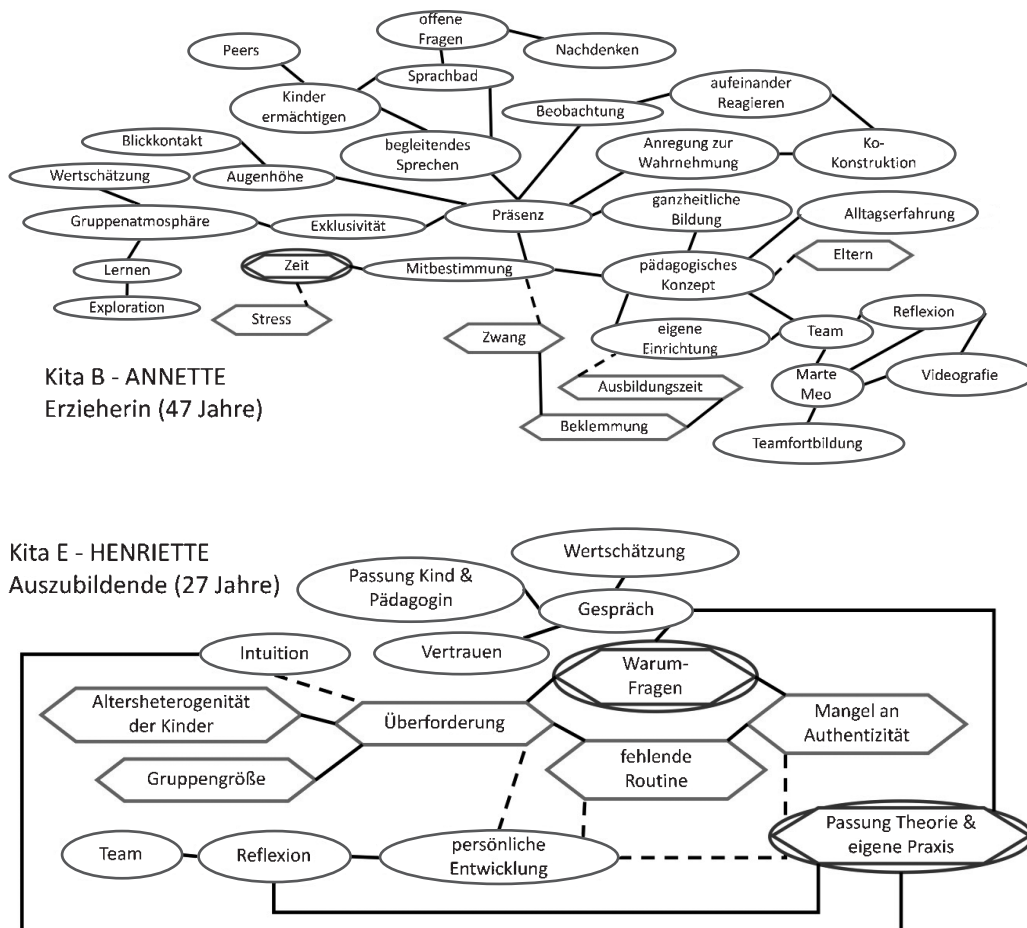 offene
Fragen
Peers
Nachdenken
Sprachbad
Kinder
ermächtigen
Beobachtung
aufeinander
Reagieren
Blickkontakt
begleitendes
Sprechen
Anregung zur
Wahrnehmung
Ko-
Konstruktion
Wertschätzung
Augenhöhe
Gruppenatmosphäre
Exklusivität
Präsenz
ganzheitliche
Bildung
Alltagserfahrung
Lernen
Zeit
Mitbestimmung
pädagogisches
Konzept
Eltern
Exploration
Stress
Zwang
eigene
Einrichtung
Team
Reflexion
Kita B - ANNETTE
Erzieherin (47 Jahre)
Ausbildungszeit
Marte
Meo
Videografie
Beklemmung
Teamfortbildung
Kita E - HENRIETTE
Auszubildende (27 Jahre)
Wertschätzung
Passung Kind &
Pädagogin
Gespräch
Intuition
Vertrauen
Warum-
Fragen
Altersheterogenität
der Kinder
Überforderung
Mangel an
Authentizität
Gruppengröße
fehlende
Routine
Team
Reflexion
persönliche
Entwicklung
Passung Theorie &
eigene Praxis